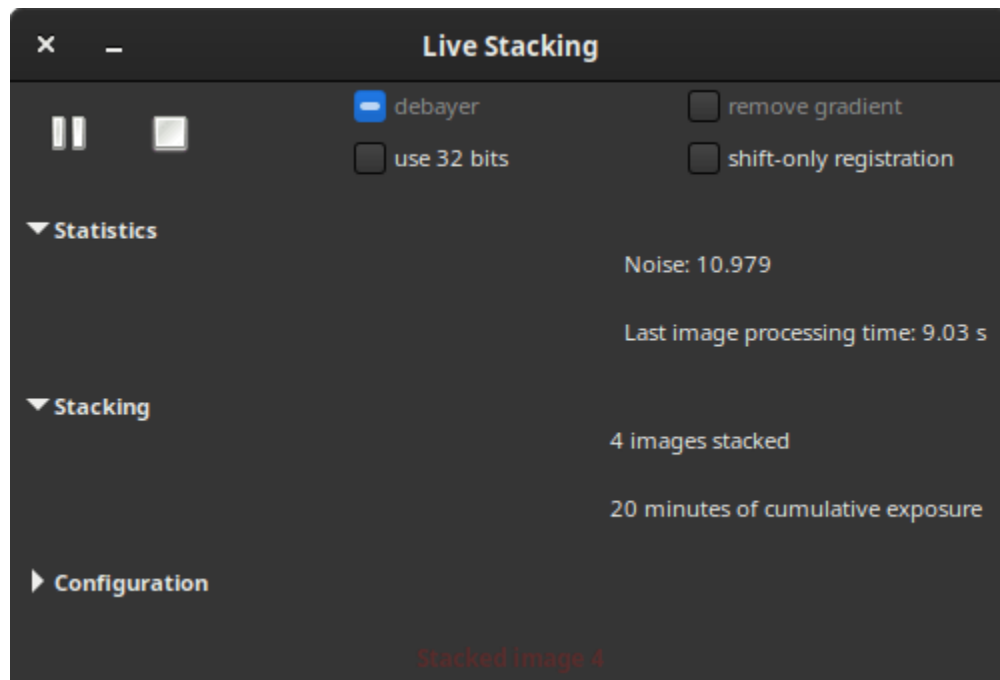 Live Stacking
debayer
remove gradient
use 32 bits
shift-only registration
Statistics
Noise: 10.979
Last image processing time: 9.03 s
Stacking
4 images stacked
20 minutes of cumulative exposure
Configuration
Stacked image 4